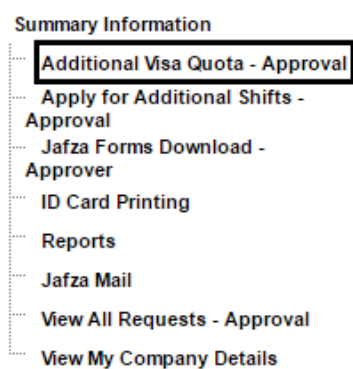 Summary Information
Additional Visa Quota - Approval
Apply for Additional Shifts -
Approval
Jafza Forms Download -
Approver
ID Card Printing
Reports
Jafza Mail
View All Requests - Approval
View My Company Details